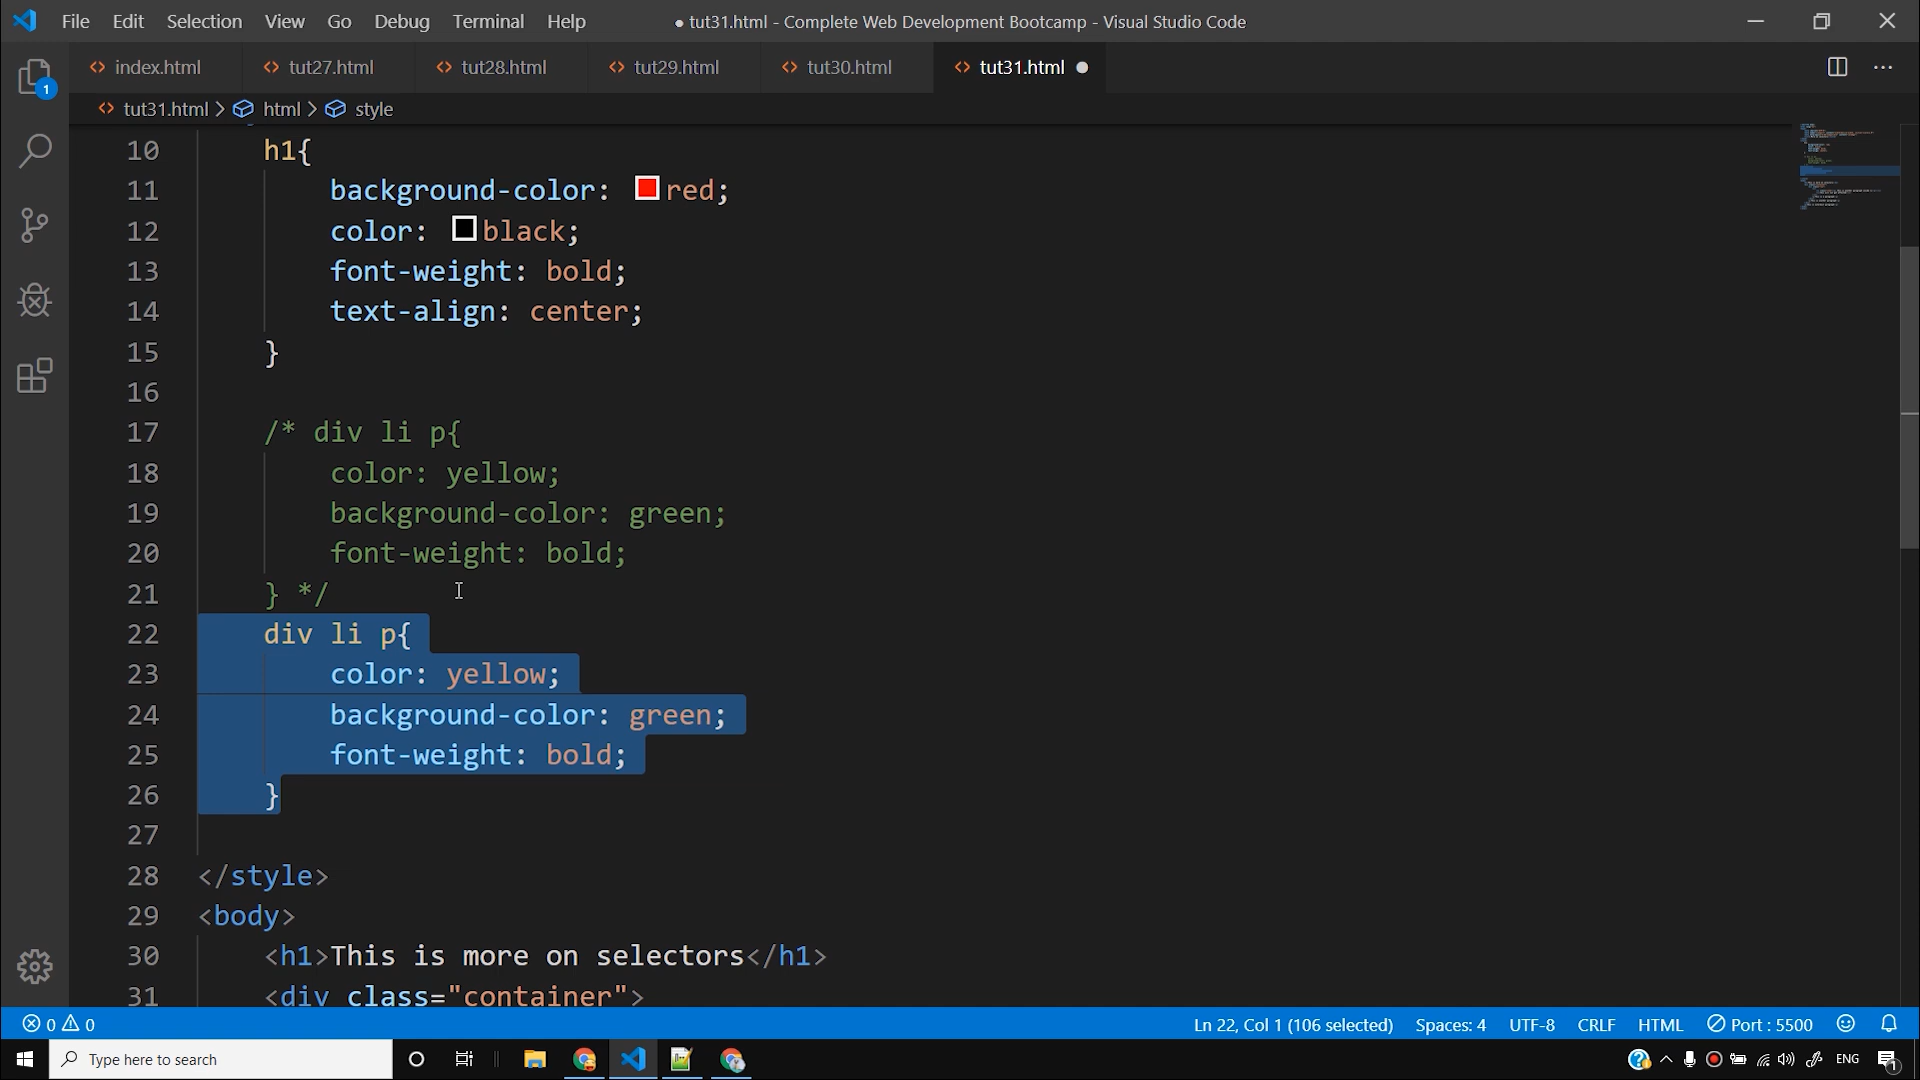 File Edit Selection View Go Debug Terminal Help ● tut31.html - Complete Web Development Bootcamp - Visual Studio Code
index.html tut27.html tut28.html tut29.html tut30.html tut31.html
1
tut31.html > html > style
10 h1{
11 background-color: red;
12 color: black;
13 font-weight: bold;
14 text-align: center;
15 }
16
17 /* div li p{
18 color: yellow;
19 background-color: green;
20 font-weight: bold;
21 } */
22 div li p{
23 color: yellow;
24 background-color: green;
25 font-weight: bold;
26 }
27
28 </style>
29 <body>
30 <h1>This is more on selectors</h1>
31 <div class="container">
0 0 Ln 22, Col 1 (106 selected) Spaces: 4 UTF-8 CRLF HTML Port : 5500
Type here to search ENG 1